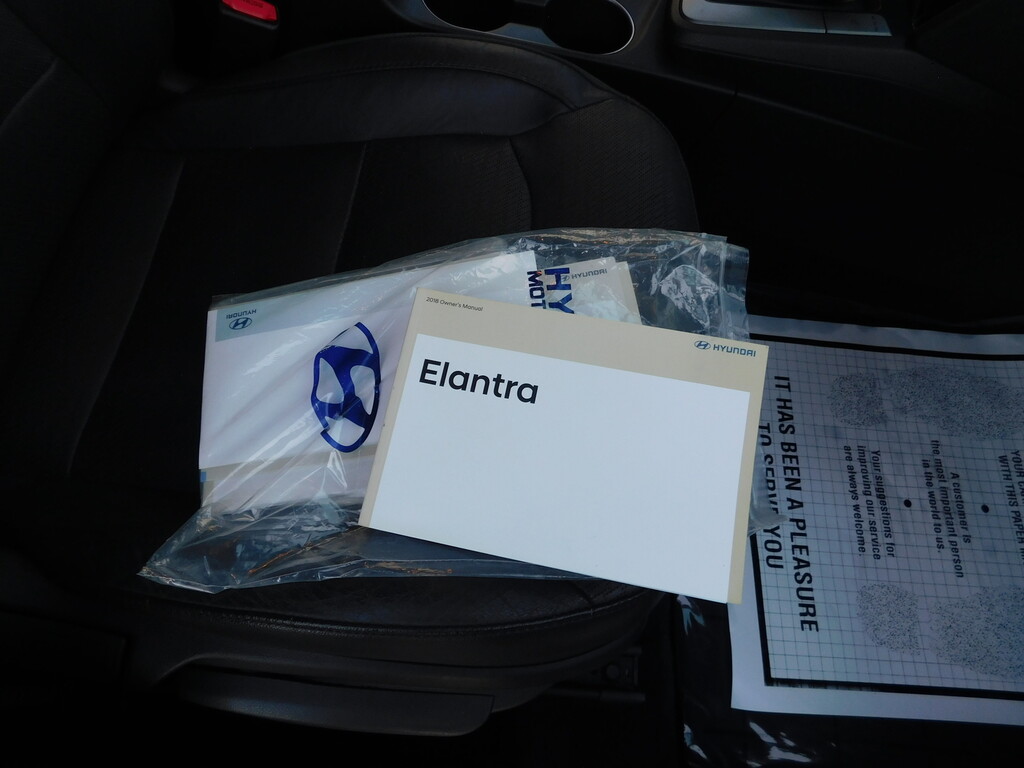 2018 Owner's Manual
HYUNDAI
Elantra
HYUNDAI
HYUNDAI
HY
MOT
IT HAS BEEN A PLEASURE
TO SERVE YOU
Your suggestions for
improving our service
are always welcome.
A customer is
the most important person
in the world to us.
WITH THIS PAPER